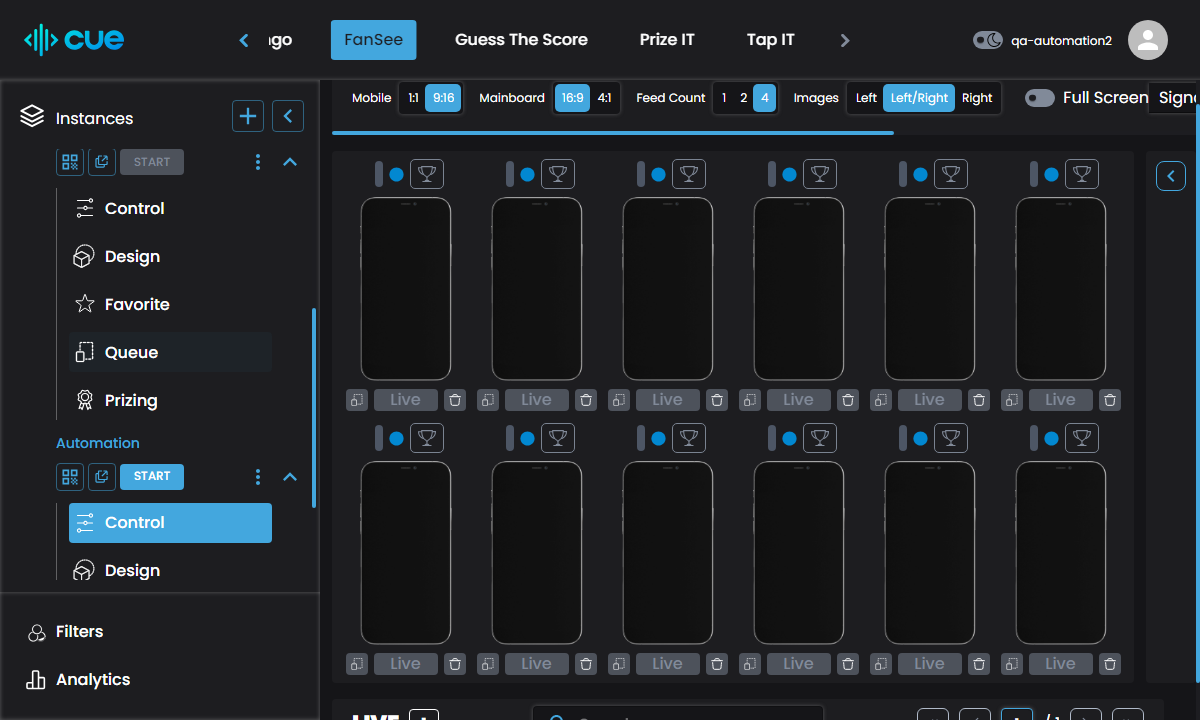 cue
FanSee
Guess The Score
Prize IT
Tap IT
qa-automation2
Instances
START
Control
Design
Favorite
Queue
Prizing
Automation
START
Control
Design
Filters
Analytics
Mobile 1:1 9:16 Mainboard 16:9 4:1 Feed Count 1 2 4 Images Left Left/Right Right Full Screen
Live Live Live Live Live Live
Live Live Live Live Live Live